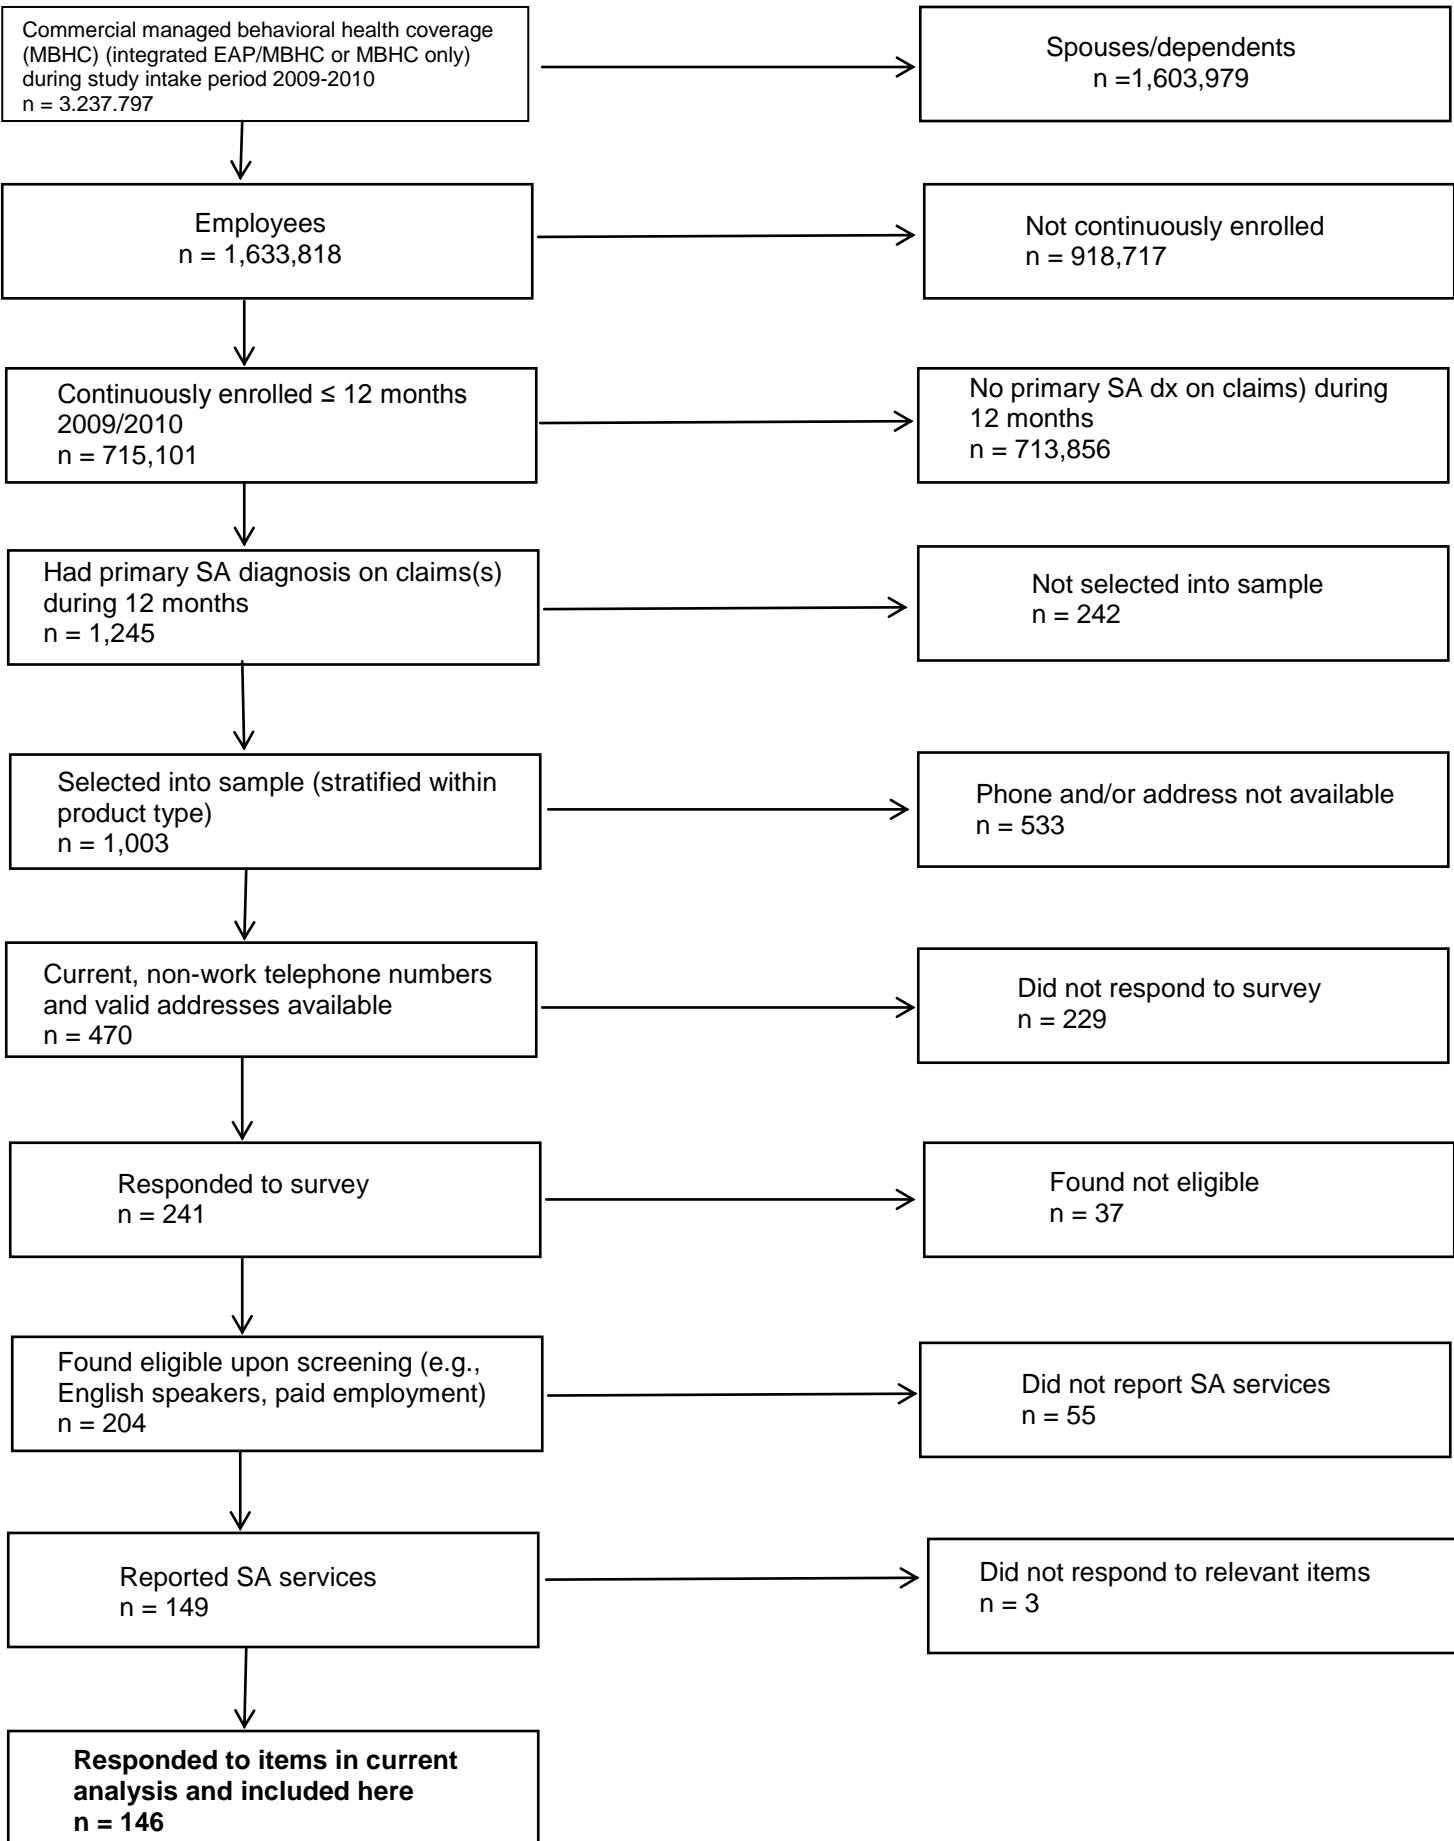 Commercial managed behavioral health coverage
(MBHC) (integrated EAP/MBHC or MBHC only)
during study intake period 2009-2010
n = 3.237.797
Spouses/dependents
n =1,603,979
Employees
n = 1,633,818
Not continuously enrolled
n = 918,717
Continuously enrolled ≤ 12 months
2009/2010
n = 715,101
No primary SA dx on claims) during
12 months
n = 713,856
Had primary SA diagnosis on claims(s)
during 12 months
n = 1,245
Not selected into sample
n = 242
Selected into sample (stratified within
product type)
n = 1,003
Phone and/or address not available
n = 533
Current, non-work telephone numbers
and valid addresses available
n = 470
Did not respond to survey
n = 229
Responded to survey
n = 241
Found not eligible
n = 37
Found eligible upon screening (e.g.,
English speakers, paid employment)
n = 204
Did not report SA services
n = 55
Reported SA services
n = 149
Did not respond to relevant items
n = 3
Responded to items in current
analysis and included here
n = 146